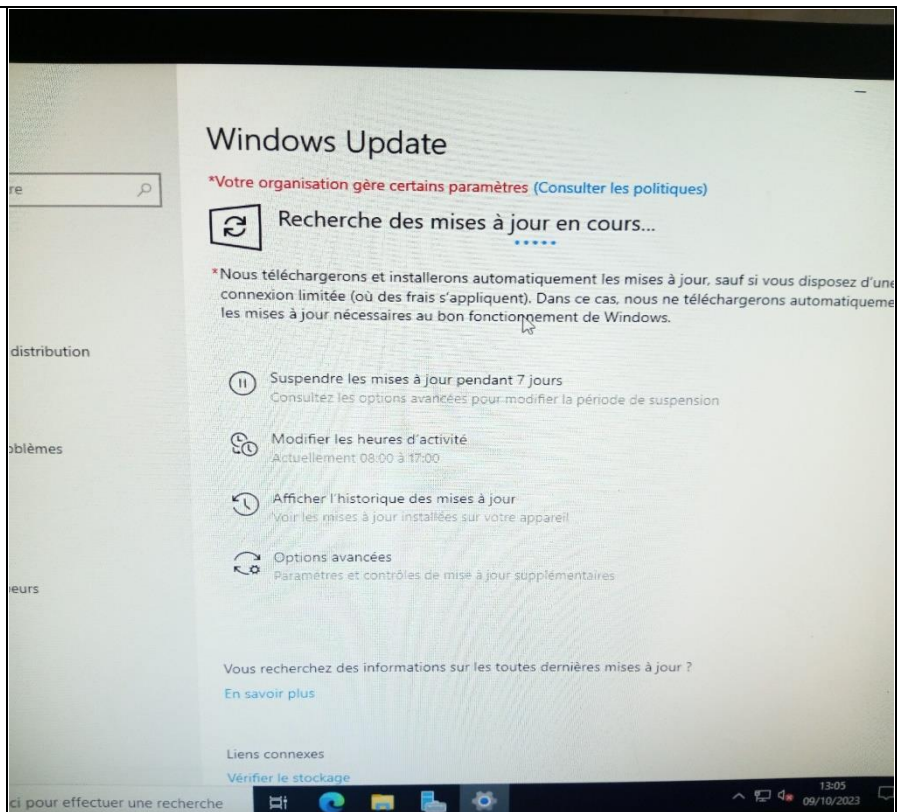 Windows Update
*Votre organisation gère certains paramètres (Consulter les politiques)
re
Recherche des mises à jour en cours...
*Nous téléchargerons et installerons automatiquement les mises à jour, sauf si vous disposez d'une
connexion limitée (où des frais s'appliquent). Dans ce cas, nous ne téléchargerons automatiqueme
les mises à jour nécessaires au bon fonctionnement de Windows.
distribution
Suspendre les mises à jour pendant 7 jours
Consultez les options avancées pour modifier la période de suspension
oblèmes
Modifier les heures d'activité
Actuellement 08:00 à 17:00
Afficher l'historique des mises à jour
Voir les mises à jour installées sur votre appareil
Options avancées
Paramètres et contrôles de mise à jour supplémentaires
eurs
Vous recherchez des informations sur les toutes dernières mises à jour ?
En savoir plus
Liens connexes
Vérifier le stockage
ci pour effectuer une recherche
13:05
09/10/2023